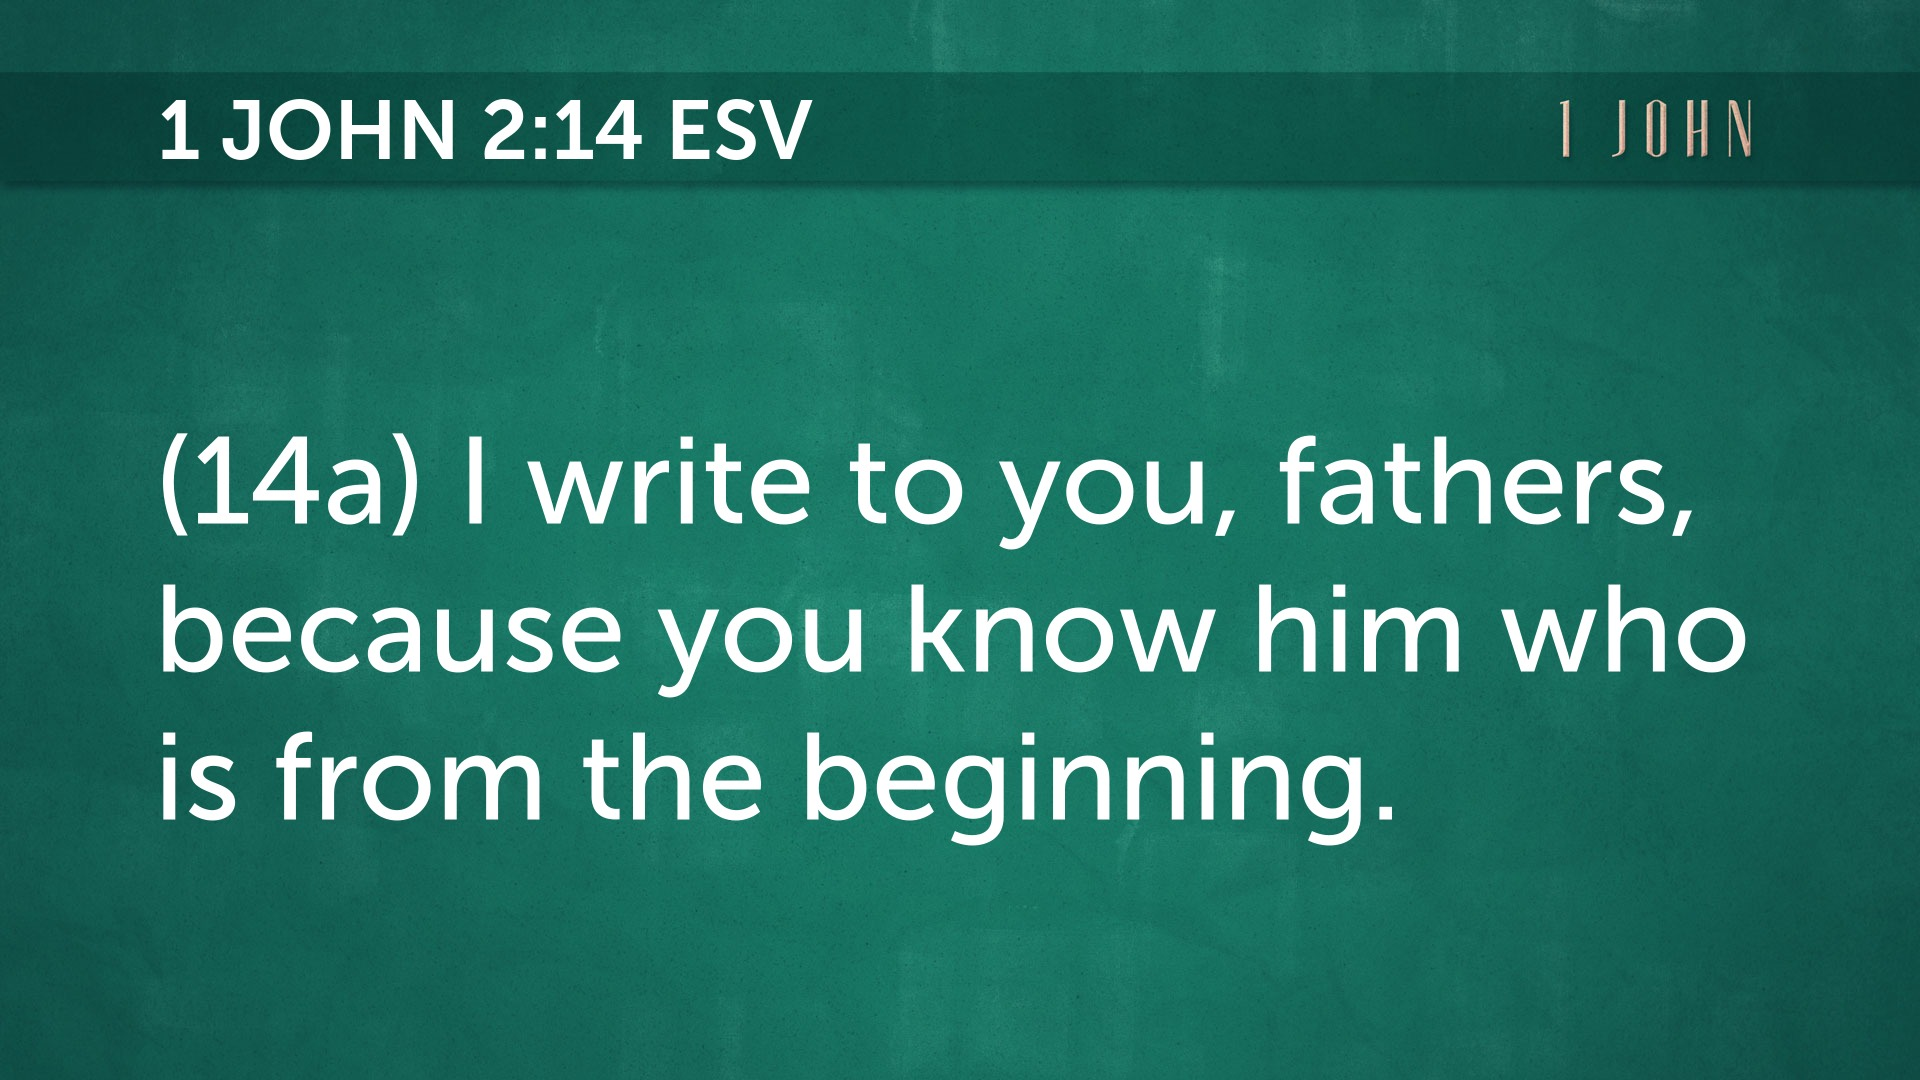 1 JOHN 2:14 ESV
1 JOHN
(14a) I write to you, fathers,
because you know him who
is from the beginning.